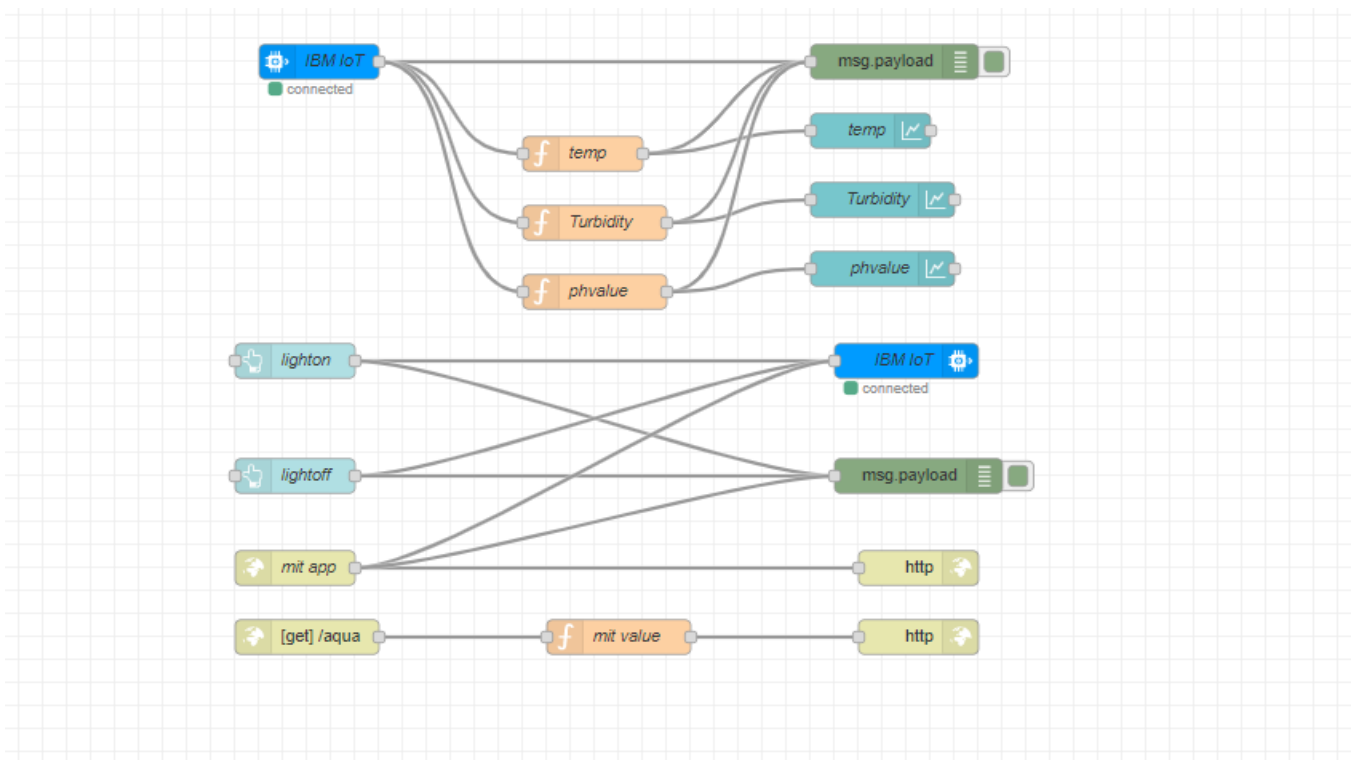 IBM IoT
msg.payload
connected
temp
temp
Turbidity
Turbidity
phvalue
phvalue
lighton
IBM IoT
connected
lightoff
msg.payload
mit app
http
[get] /aqua
mit value
http